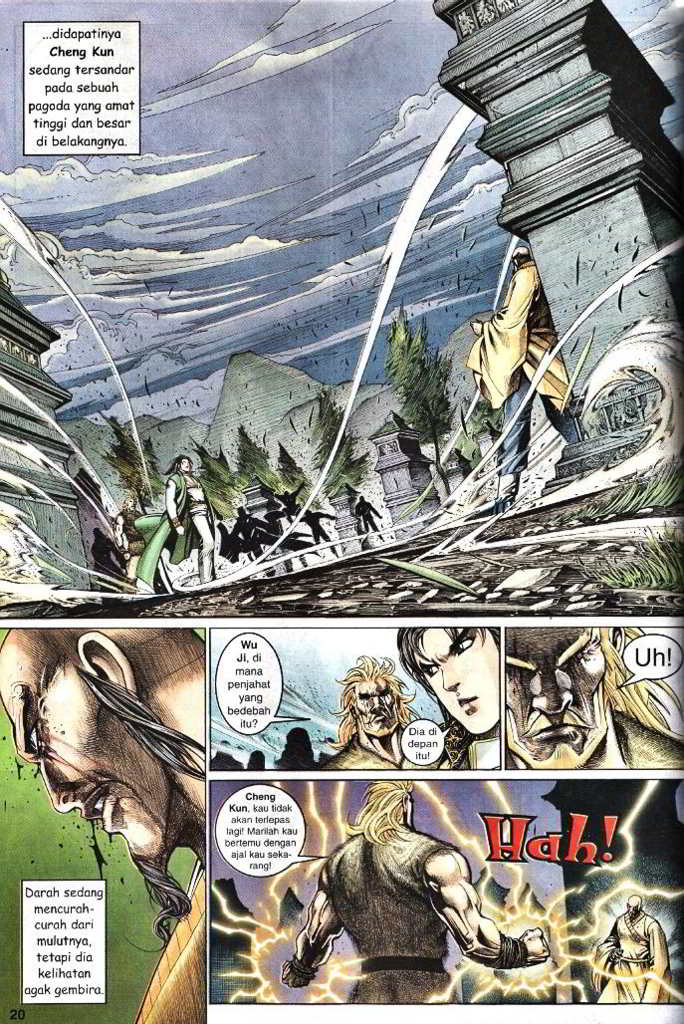 ...didapatinya
Cheng Kun
sedang tersandar
pada sebuah
pagoda yang amat
tinggi dan besar
di belakangnya.
Wu
Ji, di
mana
penjahat
yang
bedebah
itu?
Dia di
depan
itu!
Uh!
Darah sedang
mencurah-
curah dari
mulutnya,
tetapi dia
kelihatan
agak gembira.
Cheng
Kun, kau tidak
akan terlepas
lagi! Marilah kau
bertemu dengan
ajal kau seka-
rang!
Hah!
20